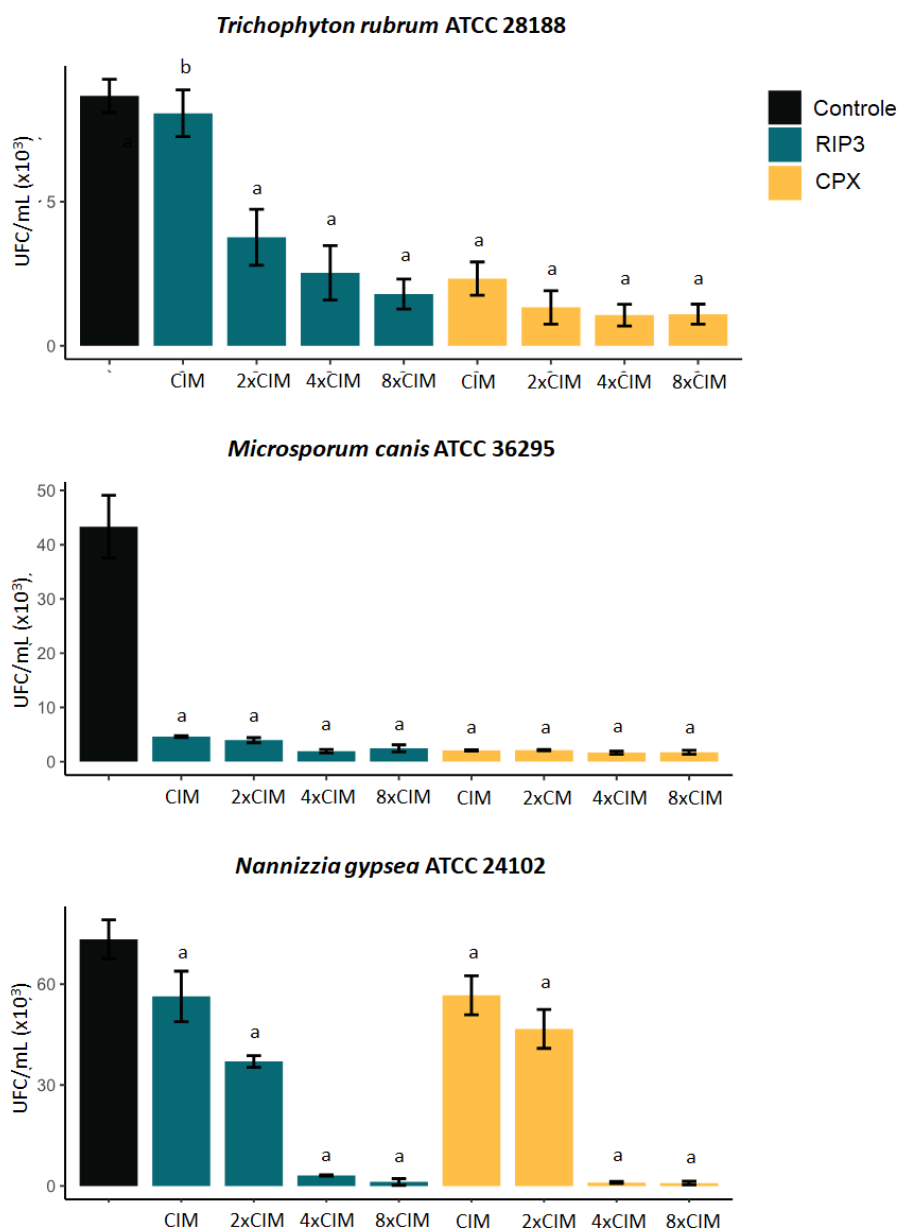 Trichophyton rubrum ATCC 28188
b
a
a
a
a
a
a
a
a
5
0
UFC/mL (x10³)
CIM 2xCIM 4xCIM 8xCIM CIM 2xCIM 4xCIM 8xCIM
Controle
RIP3
CPX
Microsporum canis ATCC 36295
50
40
30
20
10
0
UFC/mL (x10³)
a a a a a a a a
CIM 2xCIM 4xCIM 8xCIM CIM 2xCM 4xCIM 8xCIM
Nannizzia gypsea ATCC 24102
60
30
0
UFC/mL (x10³)
a
a
a
a
a
a
a
a
CIM 2xCIM 4xCIM 8xCIM CIM 2xCIM 4xCIM 8xCIM